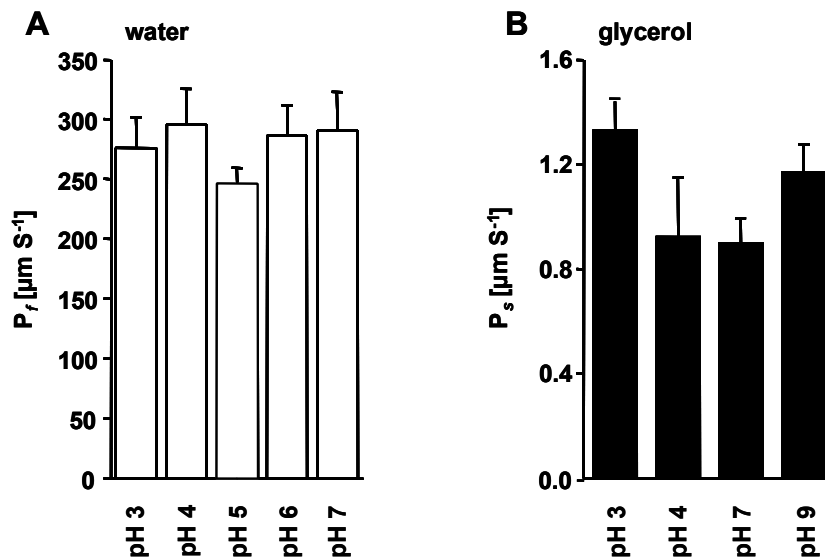 A water
350
300
250
200
150
100
50
0
P_f [µm S⁻¹]
pH 3
pH 4
pH 5
pH 6
pH 7
B glycerol
1.6
1.2
0.8
0.4
0.0
P_s [µm S⁻¹]
pH 3
pH 4
pH 7
pH 9